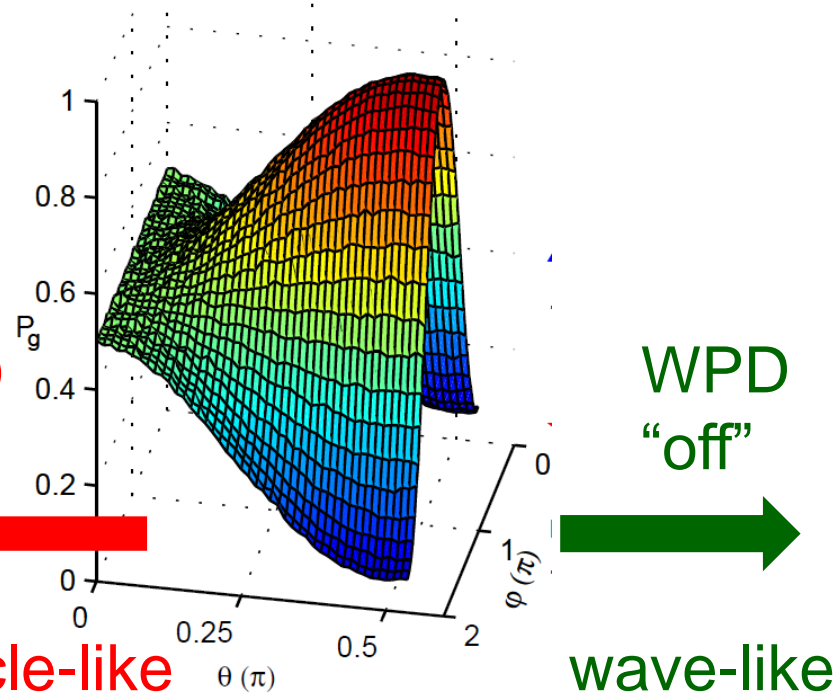 1
0.8
0.6
P_g
0.4
0.2
0
0
0.25
0.5
θ (π)
0
1
2
φ (π)
WPD
“off”
cle-like
wave-like